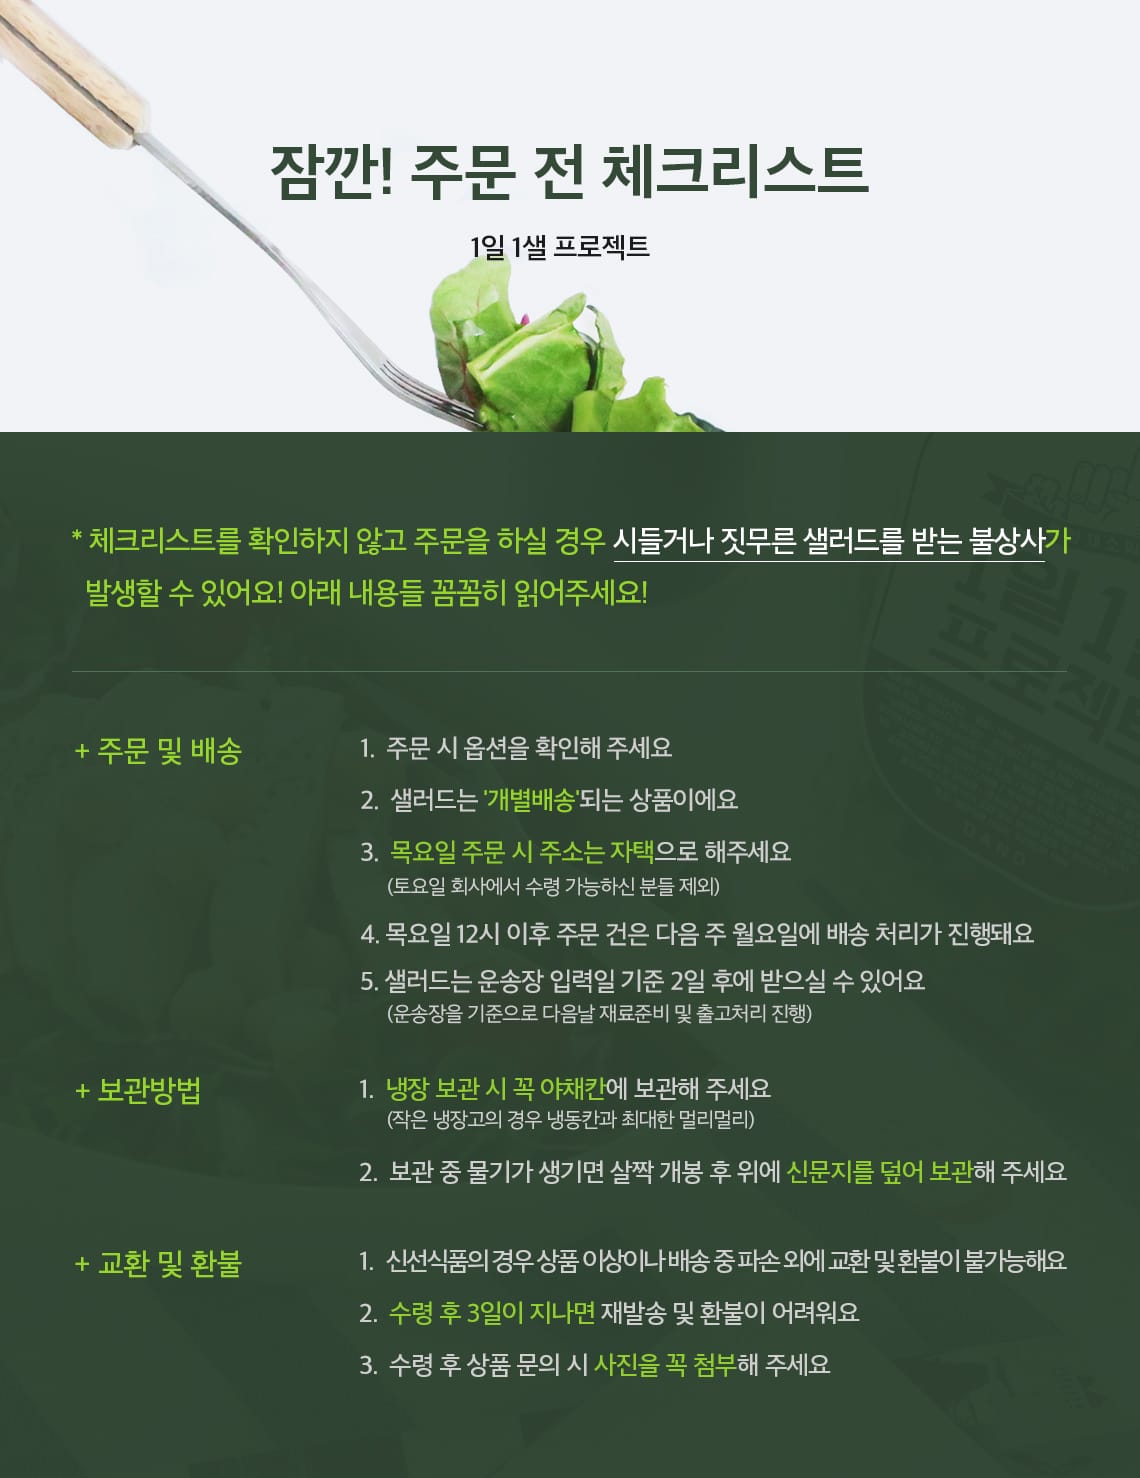 잠깐! 주문 전 체크리스트
1일 1샐 프로젝트
* 체크리스트를 확인하지 않고 주문을 하실 경우 시들거나 짓무른 샐러드를 받는 불상사가
발생할 수 있어요! 아래 내용들 꼼꼼히 읽어주세요!
+ 주문 및 배송
1. 주문 시 옵션을 확인해 주세요
2. 샐러드는 '개별배송'되는 상품이에요
3. 목요일 주문 시 주소는 자택으로 해주세요
(토요일 회사에서 수령 가능하신 분들 제외)
4. 목요일 12시 이후 주문 건은 다음 주 월요일에 배송 처리가 진행돼요
5. 샐러드는 운송장 입력일 기준 2일 후에 받으실 수 있어요
(운송장을 기준으로 다음날 재료준비 및 출고처리 진행)
+ 보관방법
1. 냉장 보관 시 꼭 야채칸에 보관해 주세요
(작은 냉장고의 경우 냉동칸과 최대한 멀리멀리)
2. 보관 중 물기가 생기면 살짝 개봉 후 위에 신문지를 덮어 보관해 주세요
+ 교환 및 환불
1. 신선식품의 경우 상품 이상이나 배송 중 파손 외에 교환 및 환불이 불가능해요
2. 수령 후 3일이 지나면 재발송 및 환불이 어려워요
3. 수령 후 상품 문의 시 사진을 꼭 첨부해 주세요